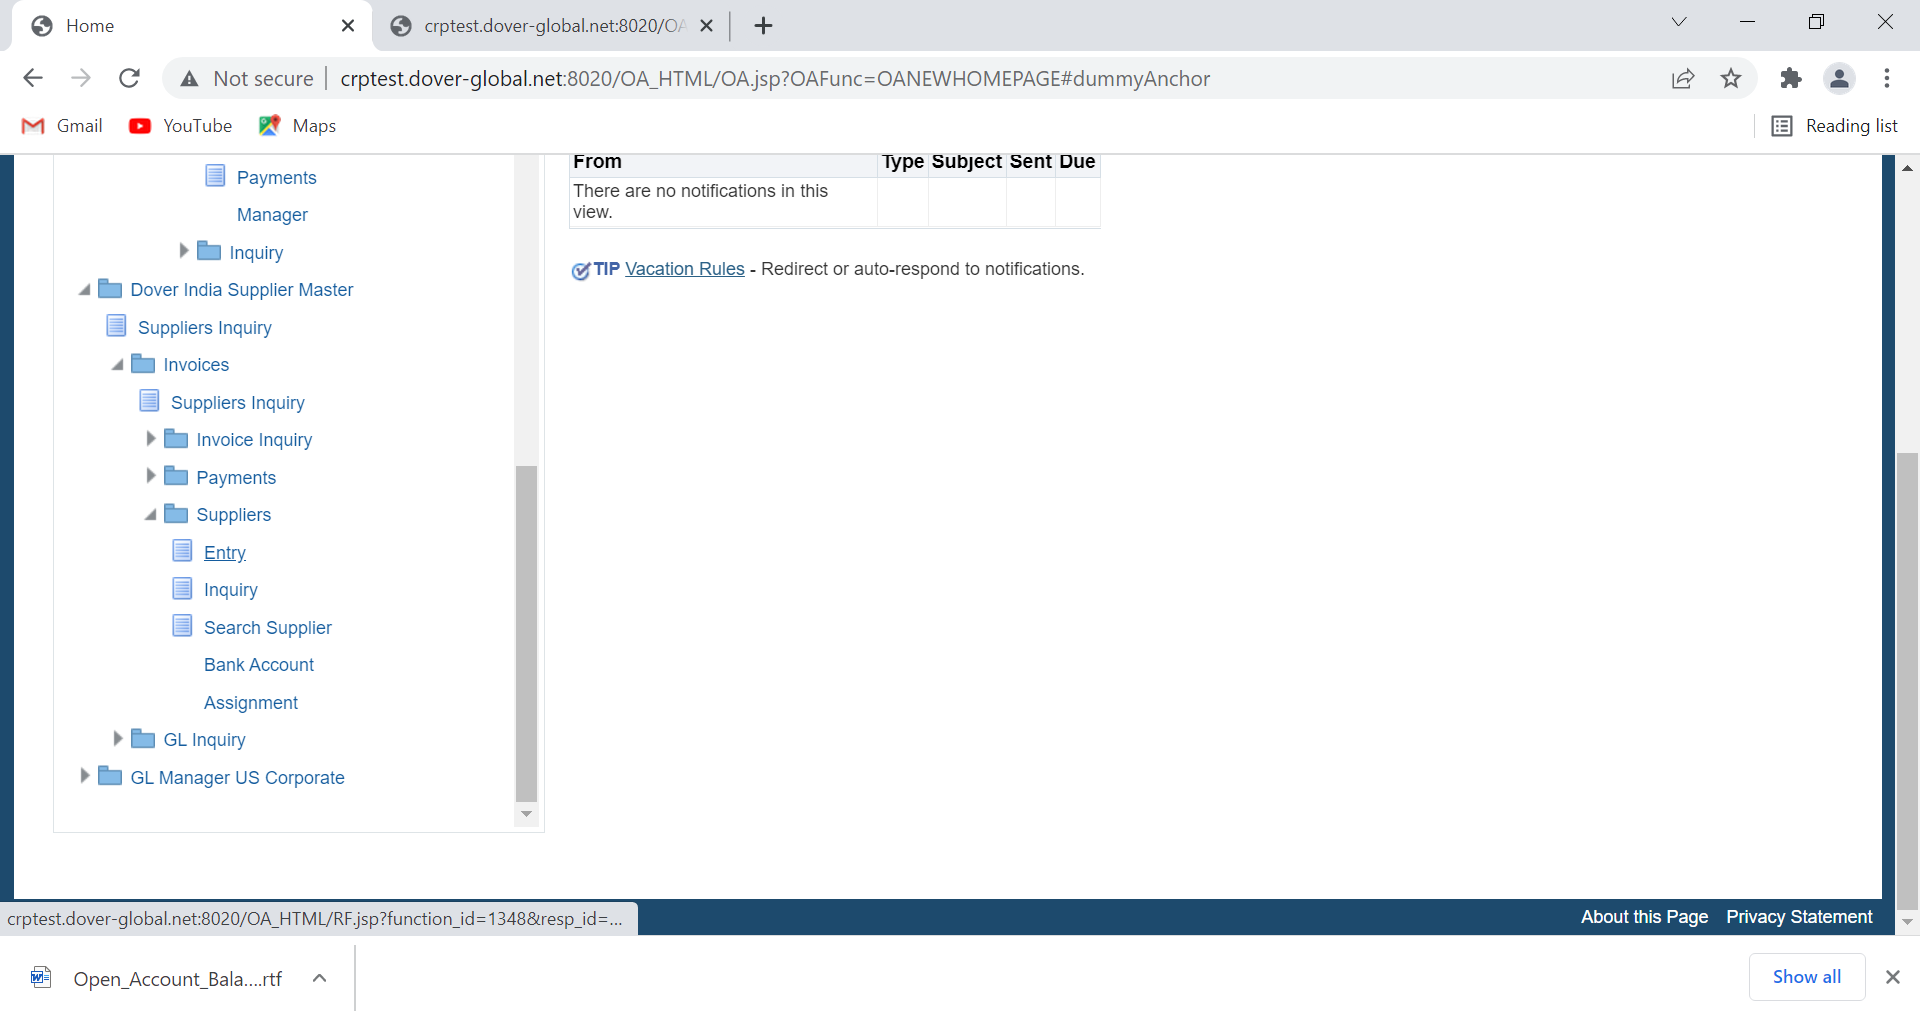 Home
crptest.dover-global.net:8020/OA
Not secure
crptest.dover-global.net:8020/OA_HTML/OA.jsp?OAFunc=OANEWHOMEPAGE#dummyAnchor
Gmail YouTube Maps Reading list
Payments
Manager
Inquiry
Dover India Supplier Master
Suppliers Inquiry
Invoices
Suppliers Inquiry
Invoice Inquiry
Payments
Suppliers
Entry
Inquiry
Search Supplier
Bank Account
Assignment
GL Inquiry
GL Manager US Corporate
From Type Subject Sent Due
There are no notifications in this
view.
TIP Vacation Rules - Redirect or auto-respond to notifications.
crptest.dover-global.net:8020/OA_HTML/RF.jsp?function_id=1348&resp_id=...
About this Page Privacy Statement
Open_Account_Bala....rtf
Show all